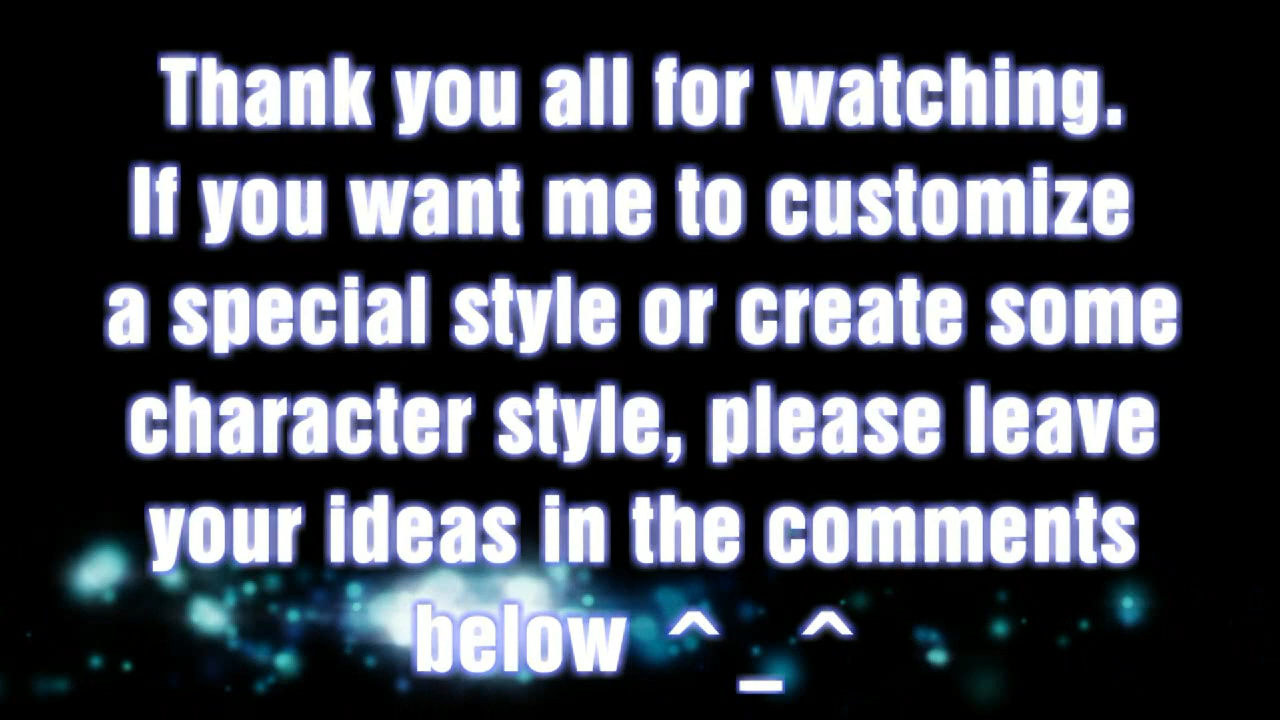 Thank you all for watching.
If you want me to customize
a special style or create some
character style, please leave
your ideas in the comments
below ^ _ ^